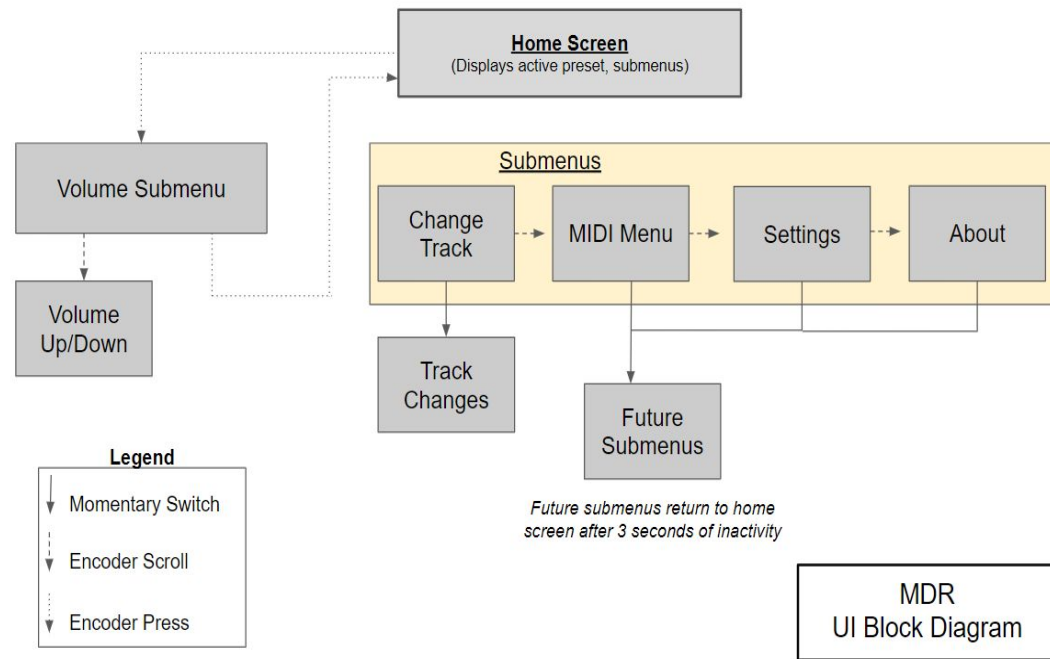 Home Screen
(Displays active preset, submenus)
Volume Submenu
Submenus
Change
Track
MIDI Menu
Settings
About
Volume
Up/Down
Track
Changes
Future
Submenus
Legend
Momentary Switch
Encoder Scroll
Encoder Press
Future submenus return to home
screen after 3 seconds of inactivity
MDR
UI Block Diagram